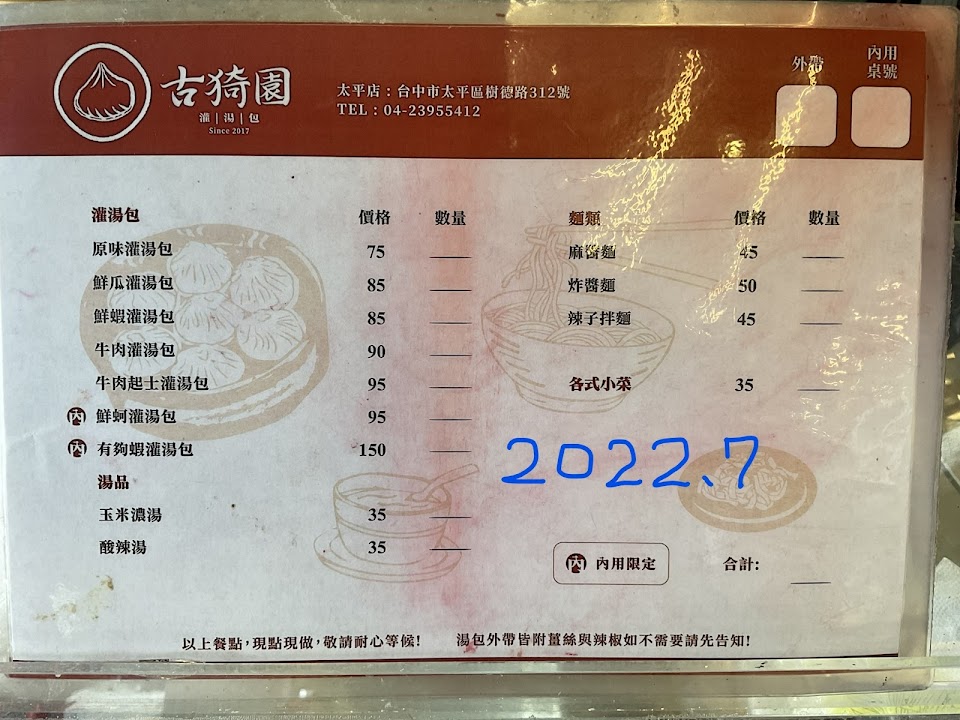 古猗園
灌|湯|包
Since 2017
太平店：台中市太平區樹德路312號
TEL：04-23955412
外帶
內用
桌號
灌湯包 價格 數量
原味灌湯包 75
鮮瓜灌湯包 85
鮮蝦灌湯包 85
牛肉灌湯包 90
牛肉起士灌湯包 95
內 鮮蚵灌湯包 95
內 有夠蝦灌湯包 150
湯品
玉米濃湯 35
酸辣湯 35
麵類 價格 數量
麻醬麵 45
炸醬麵 50
辣子拌麵 45
各式小菜 35
2022.7
內 內用限定
合計:
以上餐點,現點現做,敬請耐心等候!
湯包外帶皆附薑絲與辣椒如不需要請先告知!